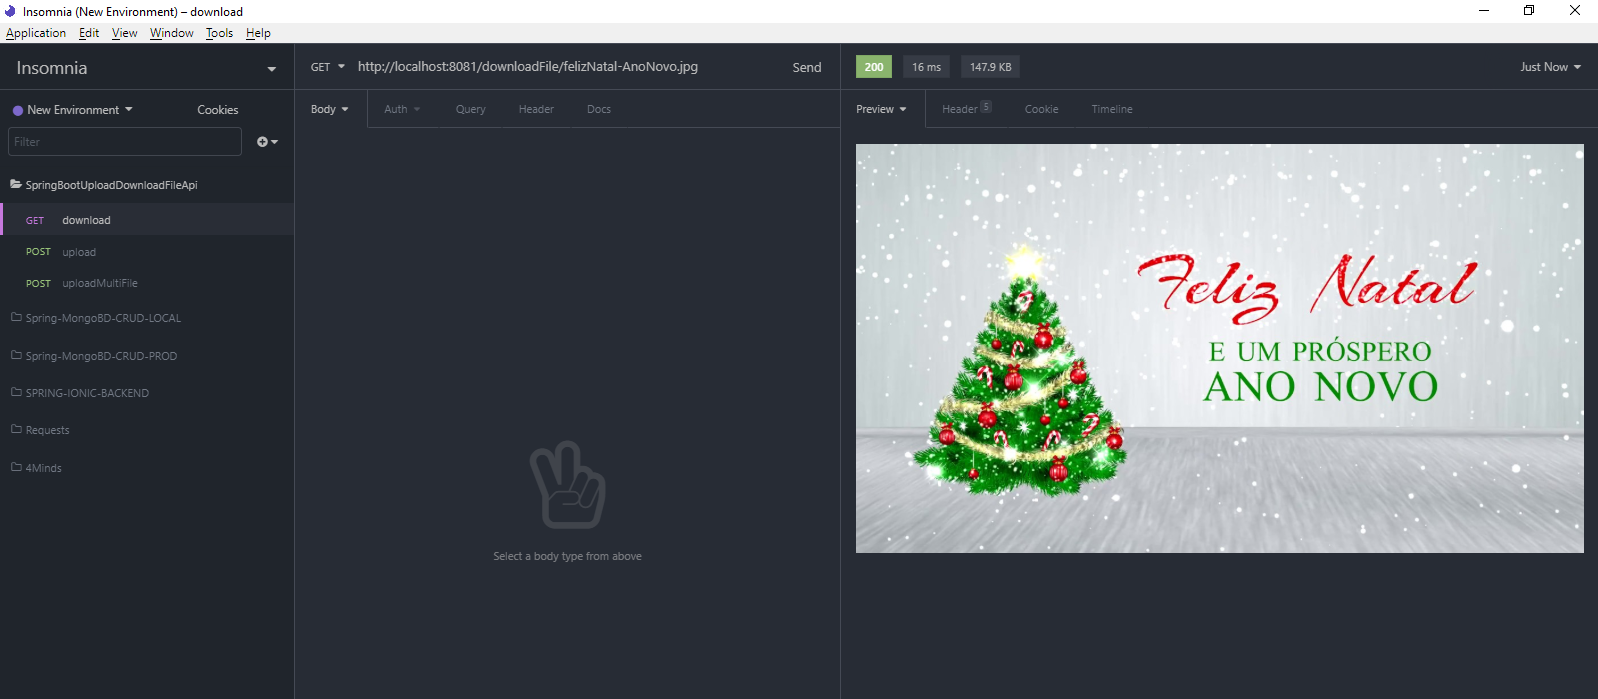 Insomnia (New Environment) – download
Application Edit View Window Tools Help
Insomnia
New Environment Cookies
Filter
SpringBootUploadDownloadFileApi
GET download
POST upload
POST uploadMultiFile
Spring-MongoBD-CRUD-LOCAL
Spring-MongoBD-CRUD-PROD
SPRING-IONIC-BACKEND
Requests
4Minds
GET http://localhost:8081/downloadFile/felizNatal-AnoNovo.jpg Send
Body Auth Query Header Docs
Select a body type from above
200 16 ms 147.9 KB Just Now
Preview Header 5 Cookie Timeline
Feliz Natal
E UM PRÓSPERO
ANO NOVO